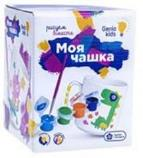 рисуем вместе
Genio kids
Моя
чашка